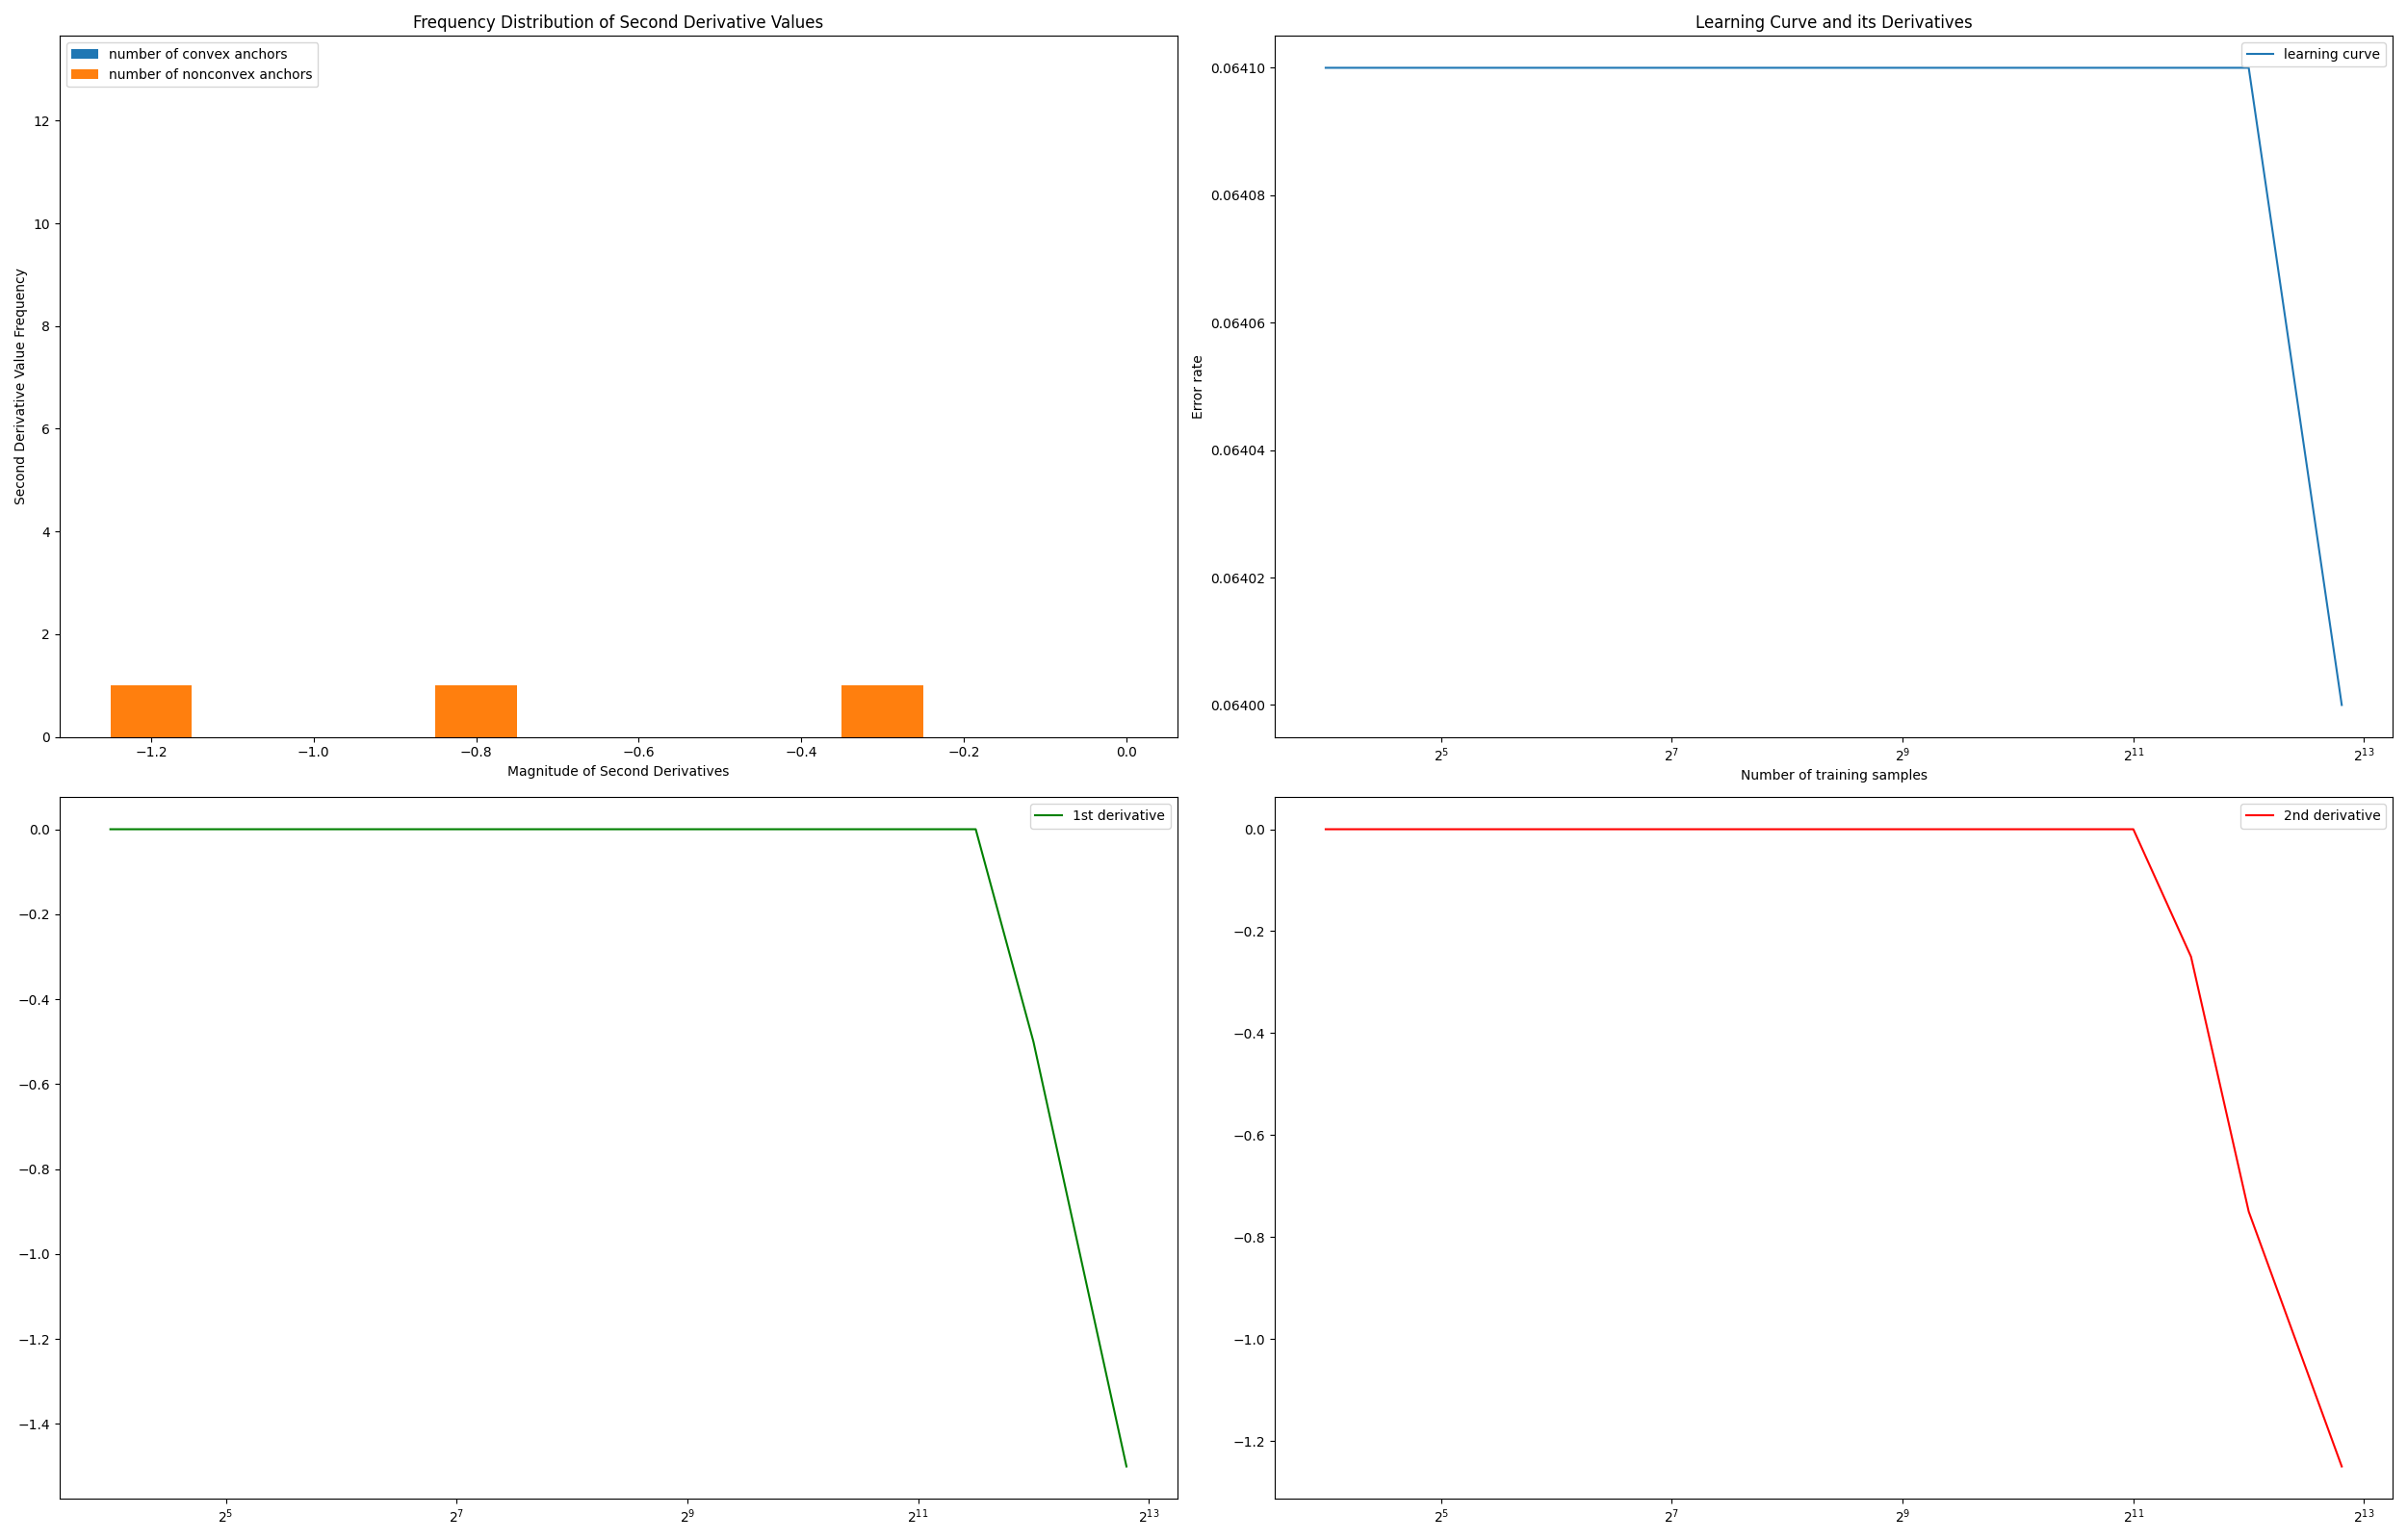 Frequency Distribution of Second Derivative Values
number of convex anchors
number of nonconvex anchors
12
10
8
6
4
2
0
Second Derivative Value Frequency
−1.2 −1.0 −0.8 −0.6 −0.4 −0.2 0.0
Magnitude of Second Derivatives
Learning Curve and its Derivatives
learning curve
0.06410
0.06408
0.06406
0.06404
0.06402
0.06400
Error rate
2^5 2^7 2^9 2^11 2^13
Number of training samples
1st derivative
0.0
−0.2
−0.4
−0.6
−0.8
−1.0
−1.2
−1.4
2^5 2^7 2^9 2^11 2^13
2nd derivative
0.0
−0.2
−0.4
−0.6
−0.8
−1.0
−1.2
2^5 2^7 2^9 2^11 2^13